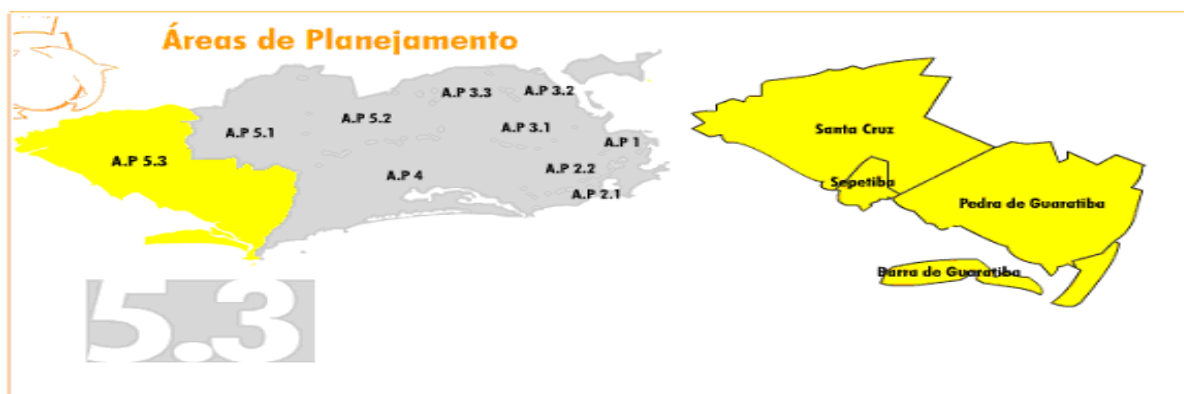 Áreas de Planejamento
A.P 3.3
A.P 3.2
A.P 5.2
A.P 5.1
A.P 3.1
A.P 1
A.P 5.3
A.P 4
A.P 2.2
A.P 2.1
Santa Cruz
Sepetiba
Pedra de Guaratiba
Barra de Guaratiba
5.3